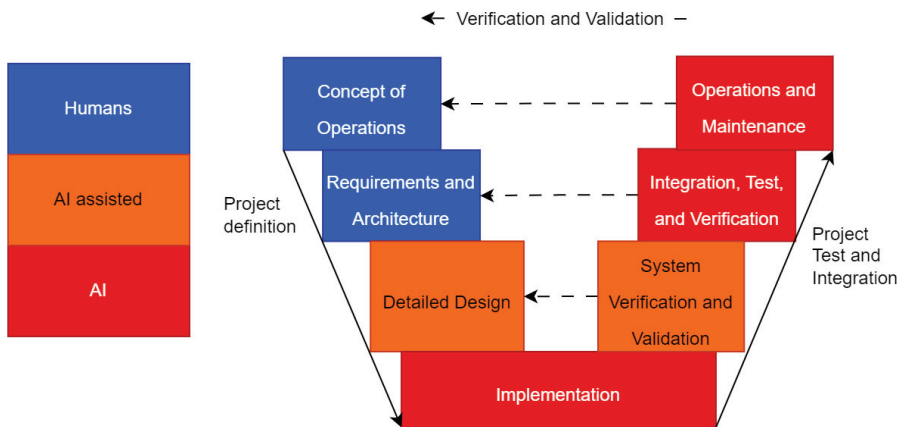 Verification and Validation
Humans
AI assisted
AI
Concept of
Operations
Operations and
Maintenance
Requirements and
Architecture
Integration, Test,
and Verification
Project
definition
Project
Test and
Integration
Detailed Design
System
Verification and
Validation
Implementation